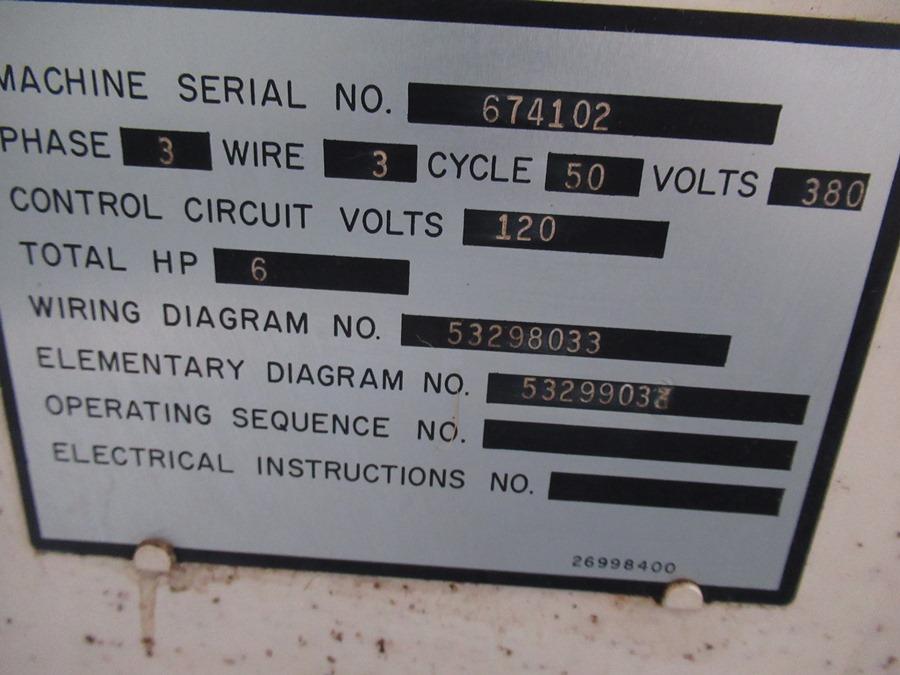 MACHINE SERIAL NO. 674102
PHASE 3 WIRE 3 CYCLE 50 VOLTS 380
CONTROL CIRCUIT VOLTS 120
TOTAL HP 6
WIRING DIAGRAM NO. 53298033
ELEMENTARY DIAGRAM NO.
OPERATING SEQUENCE NO.
ELECTRICAL INSTRUCTIONS NO.
26998400